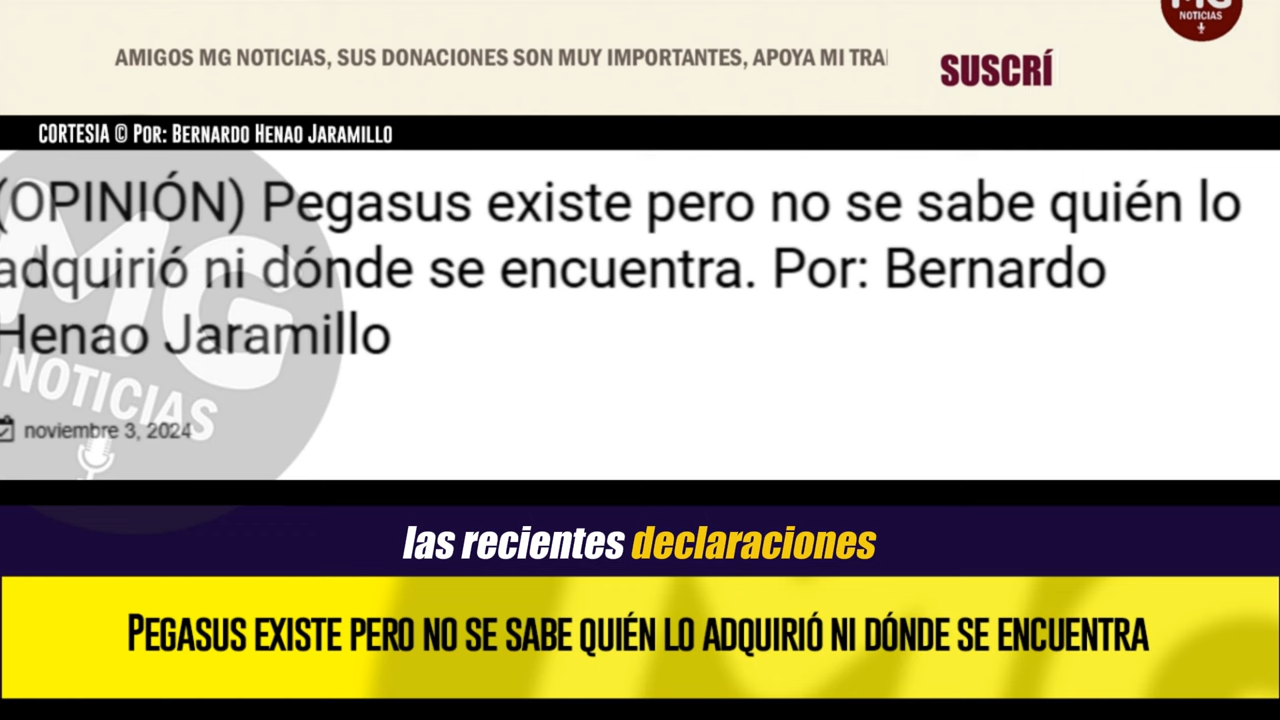 MG
NOTICIAS
AMIGOS MG NOTICIAS, SUS DONACIONES SON MUY IMPORTANTES, APOYA MI TRA
SUSCRÍ
CORTESIA © Por: Bernardo Henao Jaramillo
(OPINIÓN) Pegasus existe pero no se sabe quién lo
adquirió ni dónde se encuentra. Por: Bernardo
Henao Jaramillo
MG
NOTICIAS
noviembre 3, 2024
las recientes declaraciones
PEGASUS EXISTE PERO NO SE SABE QUIÉN LO ADQUIRIÓ NI DÓNDE SE ENCUENTRA